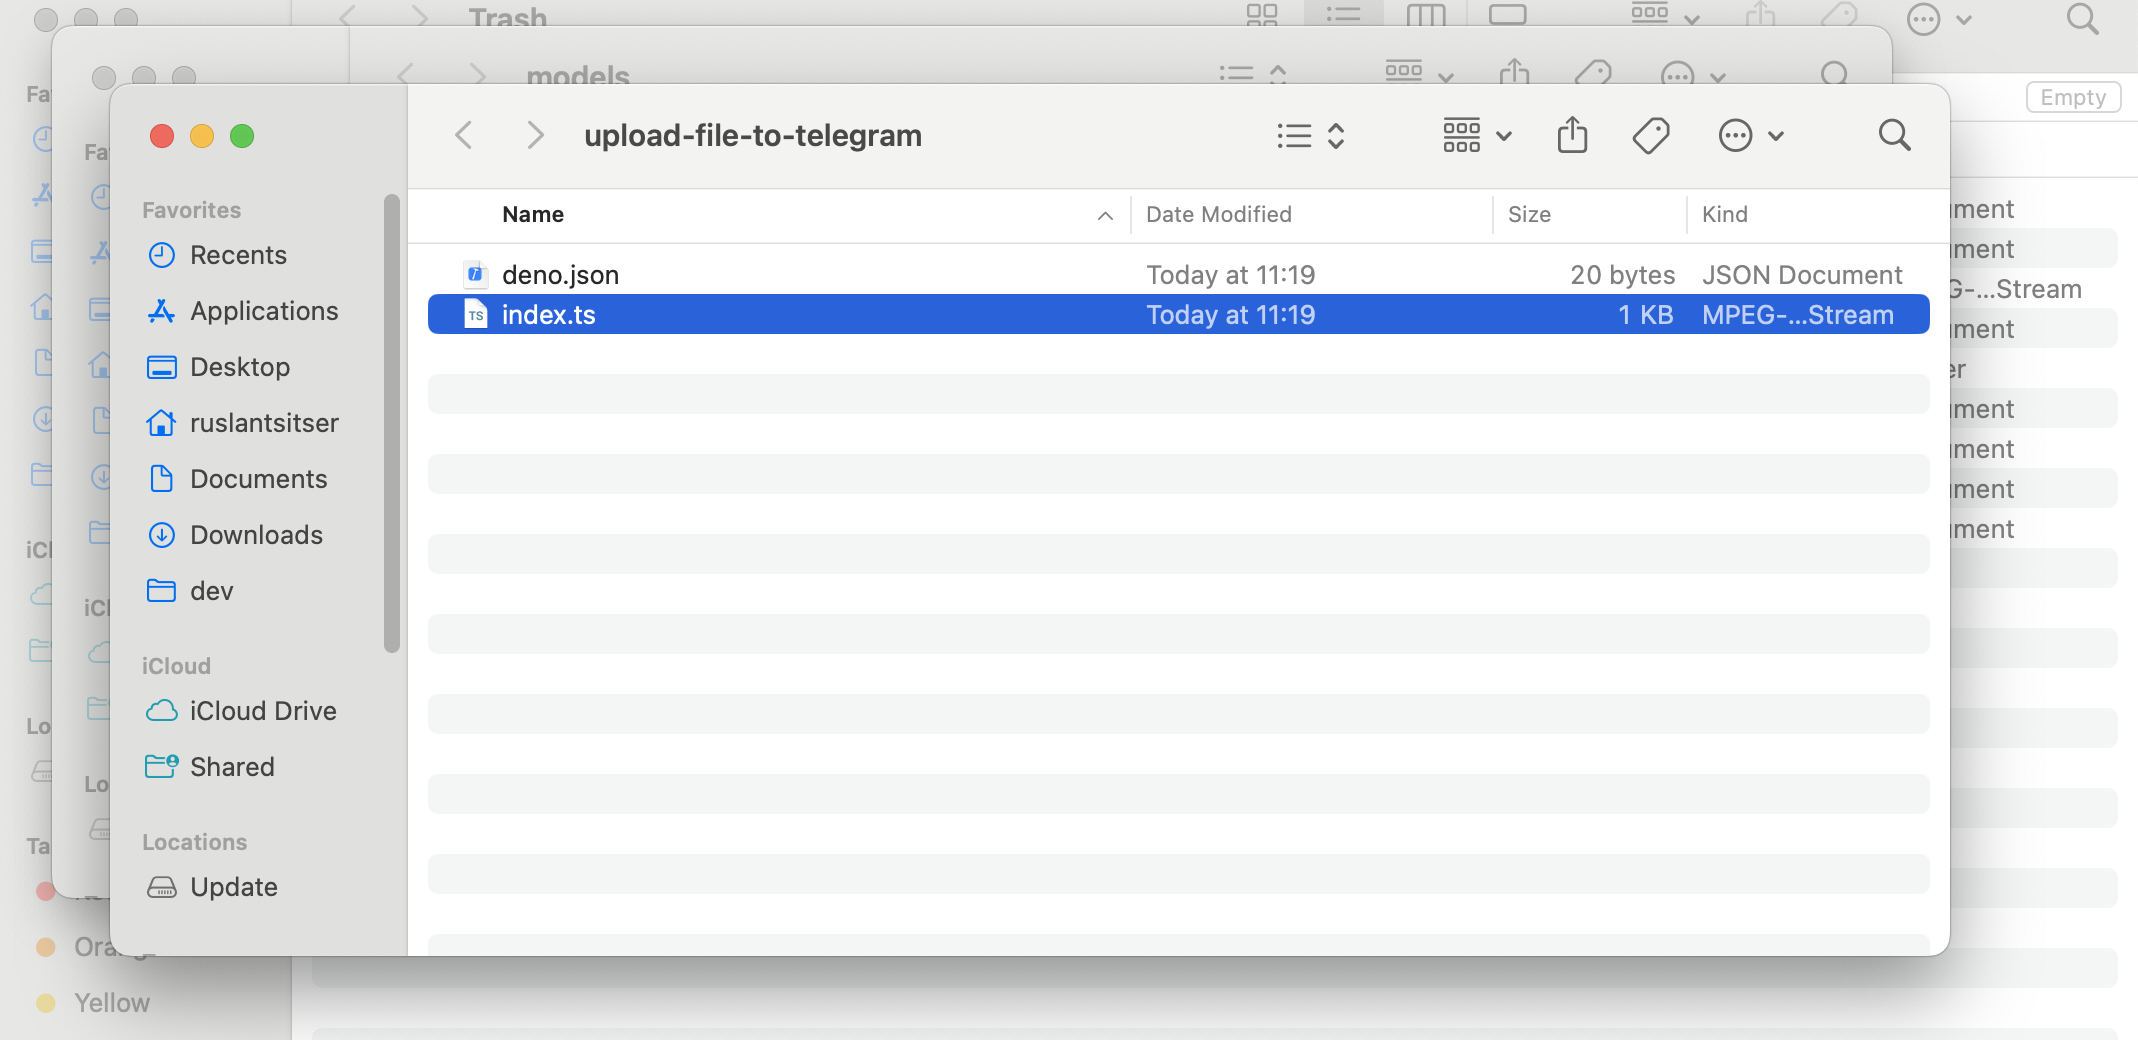 Trash
models
Empty
upload-file-to-telegram
Favorites
Recents
Applications
Desktop
ruslantsitser
Documents
Downloads
dev
iCloud
iCloud Drive
Shared
Locations
Update
Name Date Modified Size Kind
deno.json Today at 11:19 20 bytes JSON Document
TS index.ts Today at 11:19 1 KB MPEG-...Stream
Fa
Fa
iCl
iCl
Lo
Lo
Ta
Yellow
ment
ment
G-...Stream
ment
er
ment
ment
ment
ment